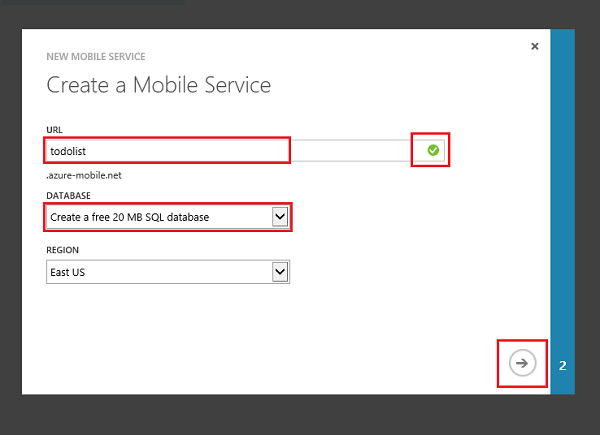 NEW MOBILE SERVICE
Create a Mobile Service
URL
todolist
.azure-mobile.net
DATABASE
Create a free 20 MB SQL database
REGION
East US
2